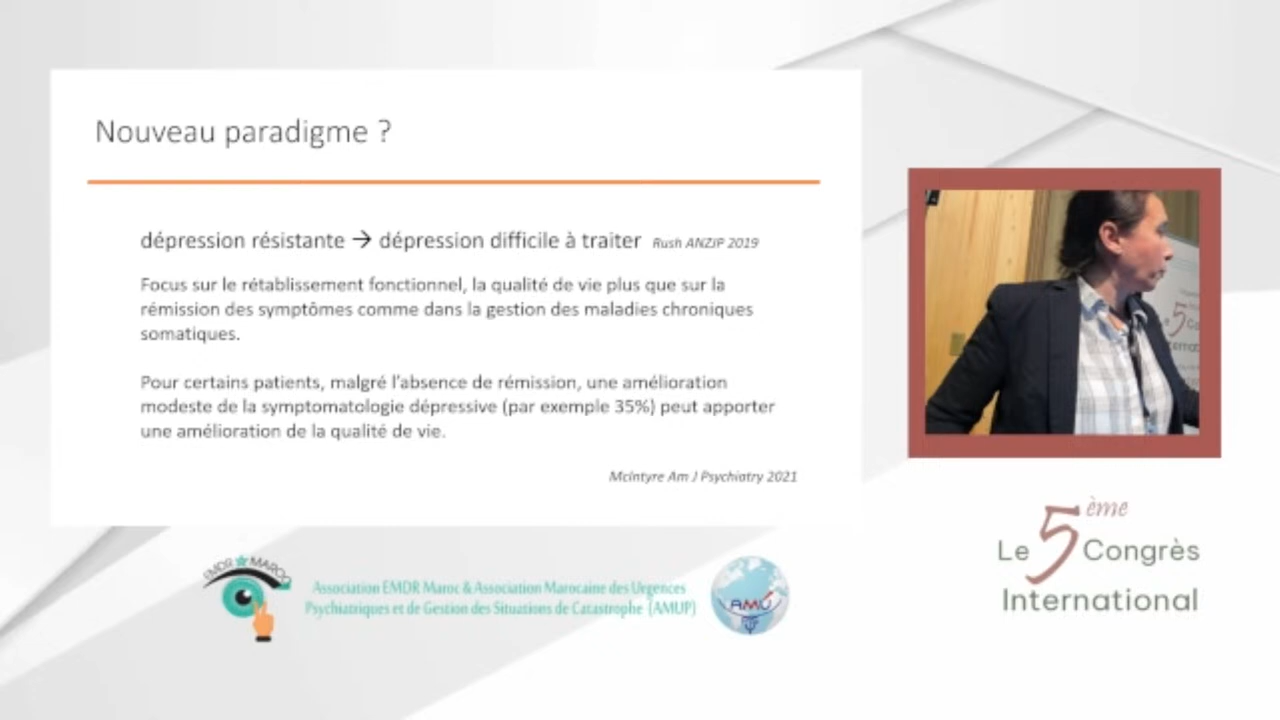 Nouveau paradigme ?
dépression résistante → dépression difficile à traiter Rush ANZJP 2019
Focus sur le rétablissement fonctionnel, la qualité de vie plus que sur la
rémission des symptômes comme dans la gestion des maladies chroniques
somatiques.
Pour certains patients, malgré l'absence de rémission, une amélioration
modeste de la symptomatologie dépressive (par exemple 35%) peut apporter
une amélioration de la qualité de vie.
McIntyre Am J Psychiatry 2021
EMDR MAROC
Association EMDR Maroc & Association Marocaine des Urgences
Psychiatriques et de Gestion des Situations de Catastrophe (AMUP)
AMU
Le 5ème Congrès
International